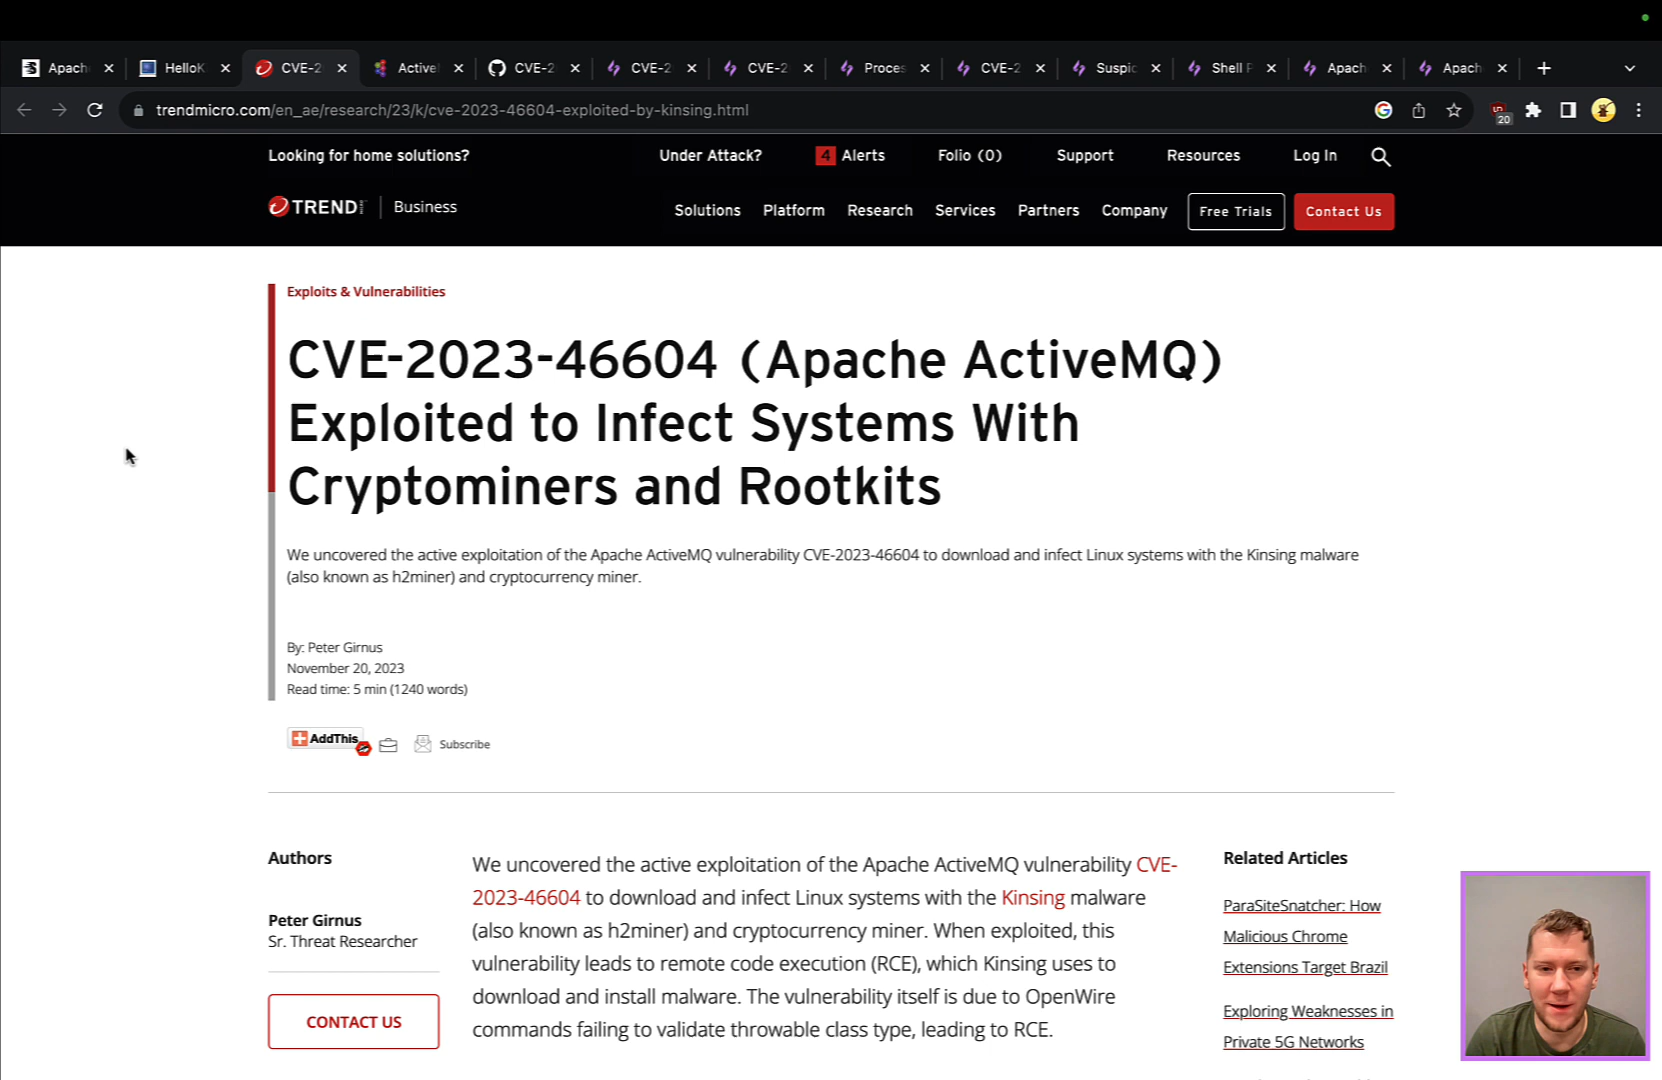 Apach
HelloK
CVE-2
Active
CVE-2
CVE-2
CVE-2
Proces
CVE-2
Suspic
Shell P
Apach
Apach
trendmicro.com/en_ae/research/23/k/cve-2023-46604-exploited-by-kinsing.html
20
Looking for home solutions?
Under Attack?
4 Alerts
Folio (0)
Support
Resources
Log In
TREND
Business
Solutions
Platform
Research
Services
Partners
Company
Free Trials
Contact Us
Exploits & Vulnerabilities
CVE-2023-46604 (Apache ActiveMQ)
Exploited to Infect Systems With
Cryptominers and Rootkits
We uncovered the active exploitation of the Apache ActiveMQ vulnerability CVE-2023-46604 to download and infect Linux systems with the Kinsing malware
(also known as h2miner) and cryptocurrency miner.
By: Peter Girnus
November 20, 2023
Read time: 5 min (1240 words)
AddThis
Subscribe
Authors
Peter Girnus
Sr. Threat Researcher
CONTACT US
We uncovered the active exploitation of the Apache ActiveMQ vulnerability CVE-
2023-46604 to download and infect Linux systems with the Kinsing malware
(also known as h2miner) and cryptocurrency miner. When exploited, this
vulnerability leads to remote code execution (RCE), which Kinsing uses to
download and install malware. The vulnerability itself is due to OpenWire
commands failing to validate throwable class type, leading to RCE.
Related Articles
ParaSiteSnatcher: How
Malicious Chrome
Extensions Target Brazil
Exploring Weaknesses in
Private 5G Networks